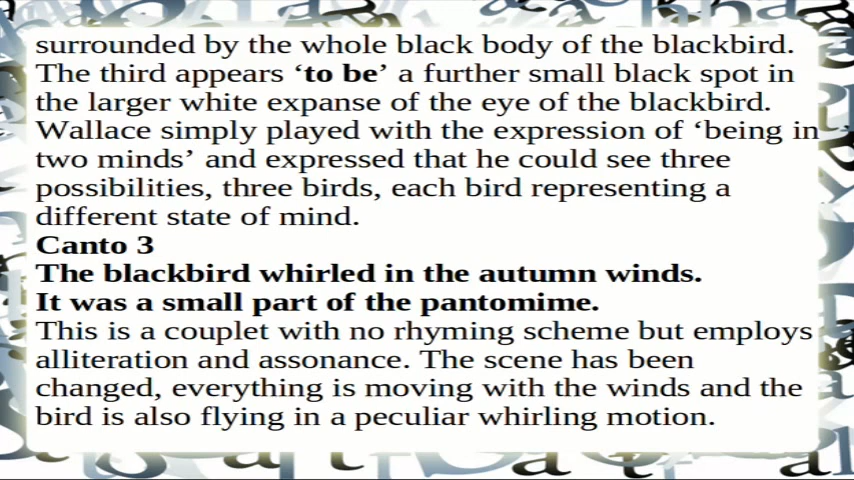 surrounded by the whole black body of the blackbird.
The third appears ‘to be’ a further small black spot in
the larger white expanse of the eye of the blackbird.
Wallace simply played with the expression of ‘being in
two minds’ and expressed that he could see three
possibilities, three birds, each bird representing a
different state of mind.
Canto 3
The blackbird whirled in the autumn winds.
It was a small part of the pantomime.
This is a couplet with no rhyming scheme but employs
alliteration and assonance. The scene has been
changed, everything is moving with the winds and the
bird is also flying in a peculiar whirling motion.